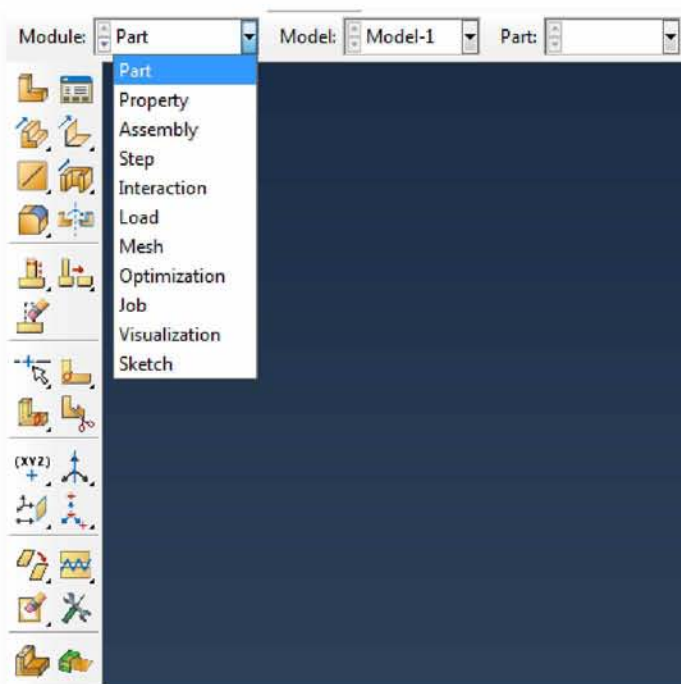 Module: Part Model: Model-1 Part:
Part
Property
Assembly
Step
Interaction
Load
Mesh
Optimization
Job
Visualization
Sketch
(XYZ)